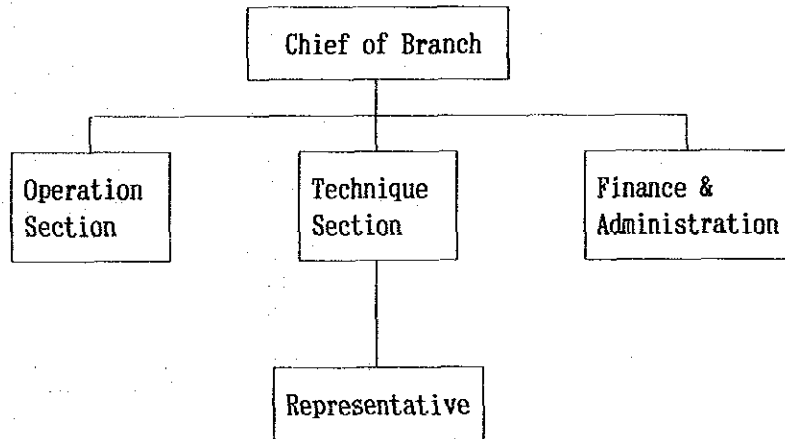 Chief of Branch
Operation
Section
Technique
Section
Finance &
Administration
Representative